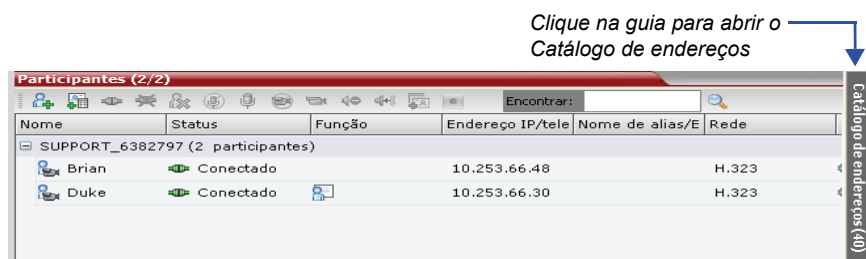 Clique na guia para abrir o
Catálogo de endereços
Participantes (2/2)
Encontrar:
Nome Status Função Endereço IP/tele Nome de alias/E Rede
SUPPORT_6382797 (2 participantes)
Brian Conectado 10.253.66.48 H.323
Duke Conectado 10.253.66.30 H.323
Catálogo de endereços (40)